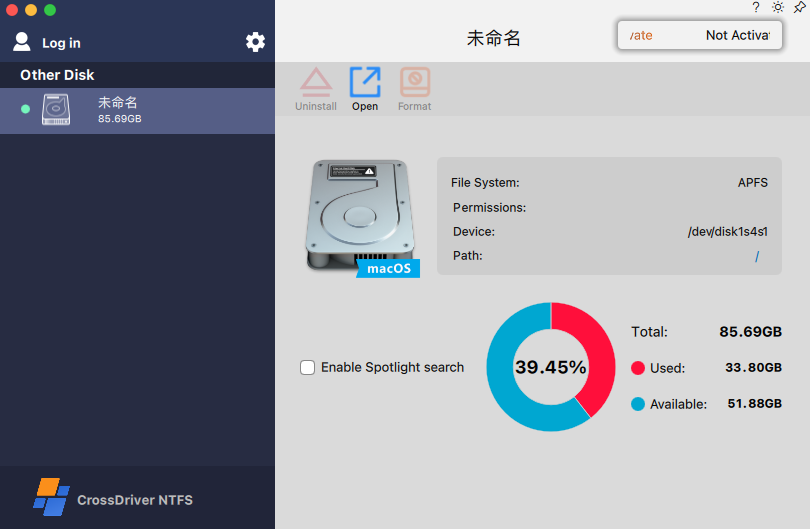 ?
Log in
未命名
Not Activa
Other Disk
未命名
85.69GB
Uninstall
Open
Format
macOS
File System:
APFS
Permissions:
Device:
/dev/disk1s4s1
Path:
/
Enable Spotlight search
39.45%
Total:
85.69GB
Used:
33.80GB
Available:
51.88GB
CrossDriver NTFS